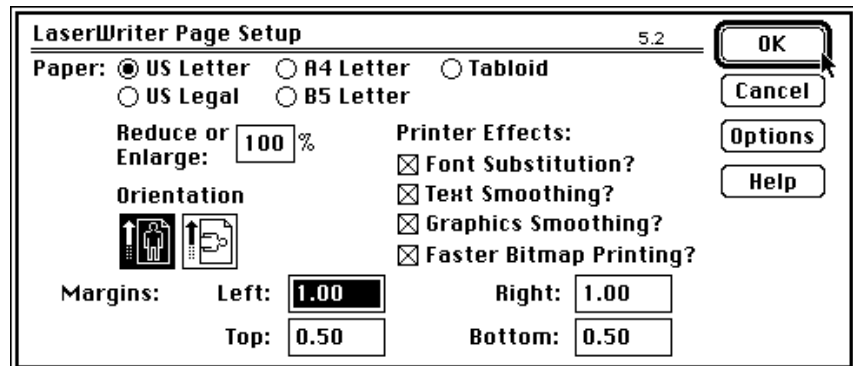 LaserWriter Page Setup 5.2 OK
Paper: US Letter A4 Letter Tabloid
US Legal B5 Letter Cancel
Reduce or Enlarge: 100 % Printer Effects: Options
Font Substitution?
Orientation Text Smoothing? Help
Graphics Smoothing?
Faster Bitmap Printing?
Margins: Left: 1.00 Right: 1.00
Top: 0.50 Bottom: 0.50